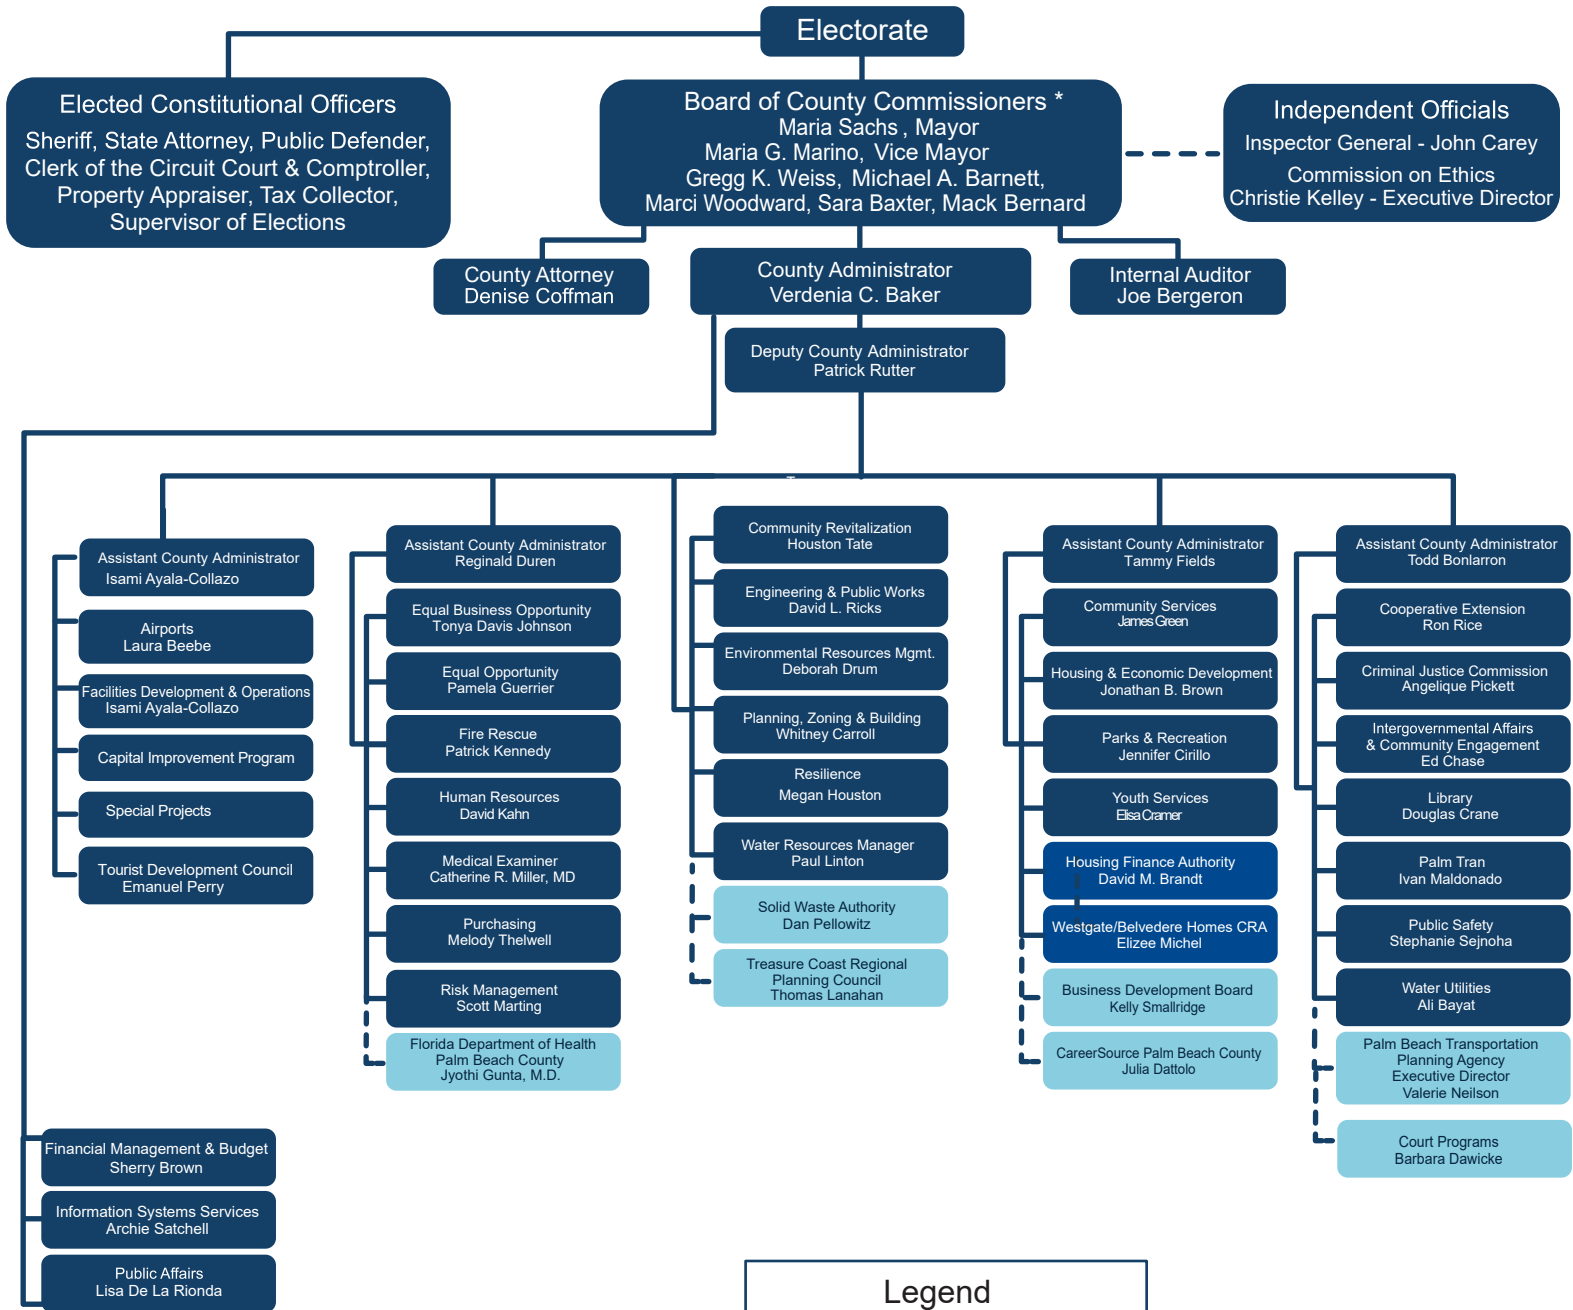 Electorate
Elected Constitutional Officers
Sheriff, State Attorney, Public Defender,
Clerk of the Circuit Court & Comptroller,
Property Appraiser, Tax Collector,
Supervisor of Elections
Board of County Commissioners *
Maria Sachs , Mayor
Maria G. Marino, Vice Mayor
Gregg K. Weiss, Michael A. Barnett,
Marci Woodward, Sara Baxter, Mack Bernard
Independent Officials
Inspector General - John Carey
Commission on Ethics
Christie Kelley - Executive Director
County Attorney
Denise Coffman
County Administrator
Verdenia C. Baker
Internal Auditor
Joe Bergeron
Deputy County Administrator
Patrick Rutter
Assistant County Administrator
Isami Ayala-Collazo
Airports
Laura Beebe
Facilities Development & Operations
Isami Ayala-Collazo
Capital Improvement Program
Special Projects
Tourist Development Council
Emanuel Perry
Assistant County Administrator
Reginald Duren
Equal Business Opportunity
Tonya Davis Johnson
Equal Opportunity
Pamela Guerrier
Fire Rescue
Patrick Kennedy
Human Resources
David Kahn
Medical Examiner
Catherine R. Miller, MD
Purchasing
Melody Thelwell
Risk Management
Scott Marting
Florida Department of Health
Palm Beach County
Jyothi Gunta, M.D.
Community Revitalization
Houston Tate
Engineering & Public Works
David L. Ricks
Environmental Resources Mgmt.
Deborah Drum
Planning, Zoning & Building
Whitney Carroll
Resilience
Megan Houston
Water Resources Manager
Paul Linton
Solid Waste Authority
Dan Pellowitz
Treasure Coast Regional
Planning Council
Thomas Lanahan
Assistant County Administrator
Tammy Fields
Community Services
James Green
Housing & Economic Development
Jonathan B. Brown
Parks & Recreation
Jennifer Cirillo
Youth Services
Elisa Cramer
Housing Finance Authority
David M. Brandt
Westgate/Belvedere Homes CRA
Elizee Michel
Business Development Board
Kelly Smallridge
CareerSource Palm Beach County
Julia Dattolo
Assistant County Administrator
Todd Bonlarron
Cooperative Extension
Ron Rice
Criminal Justice Commission
Angelique Pickett
Intergovernmental Affairs
& Community Engagement
Ed Chase
Library
Douglas Crane
Palm Tran
Ivan Maldonado
Public Safety
Stephanie Sejnoha
Water Utilities
Ali Bayat
Palm Beach Transportation
Planning Agency
Executive Director
Valerie Neilson
Court Programs
Barbara Dawicke
Financial Management & Budget
Sherry Brown
Information Systems Services
Archie Satchell
Public Affairs
Lisa De La Rionda
Legend